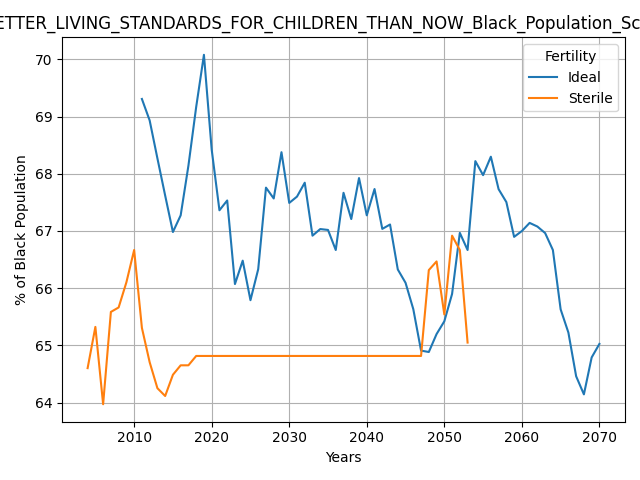 ETTER_LIVING_STANDARDS_FOR_CHILDREN_THAN_NOW_Black_Population_Sc
Fertility
Ideal
Sterile
% of Black Population
70
69
68
67
66
65
64
2010 2020 2030 2040 2050 2060 2070
Years